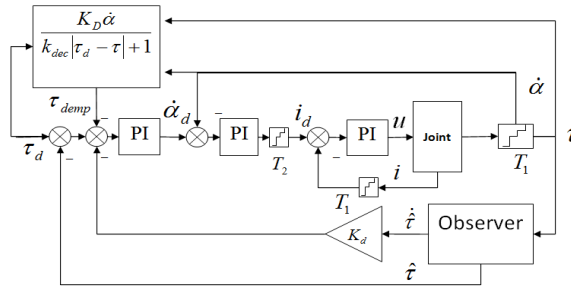 K_D α̇
k_dec |τ_d − τ| + 1
τ_demp
α̇_d
i_d
u
α̇
τ_d
PI
PI
PI
Joint
T_2
T_1
T_1
i
τ
K_d
τ̂̇
Observer
τ̂